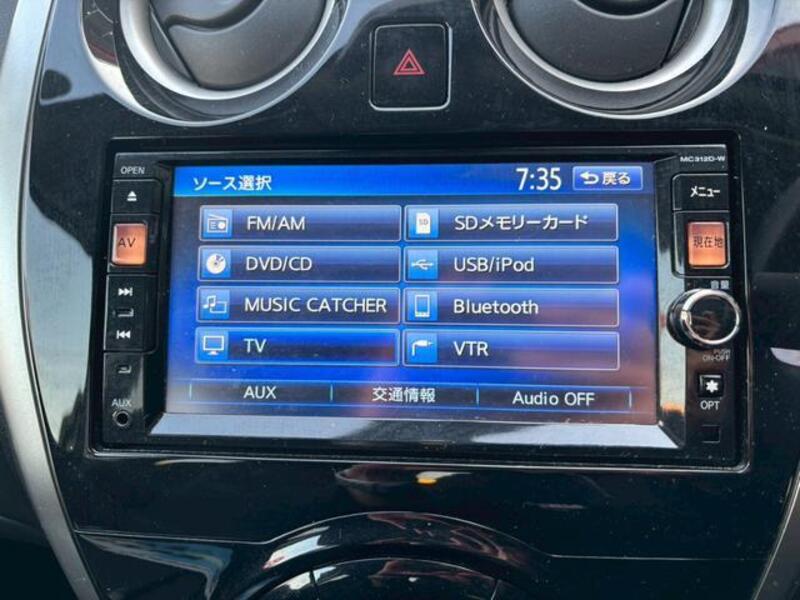 MC312D-W
OPEN
ソース選択 7:35 戻る
メニュー
AV
FM/AM
SD
SDメモリーカード
現在地
DVD/CD
USB/iPod
音量
MUSIC CATCHER
Bluetooth
TV
VTR
PUSH
ON-OFF
AUX 交通情報 Audio OFF
AUX
OPT